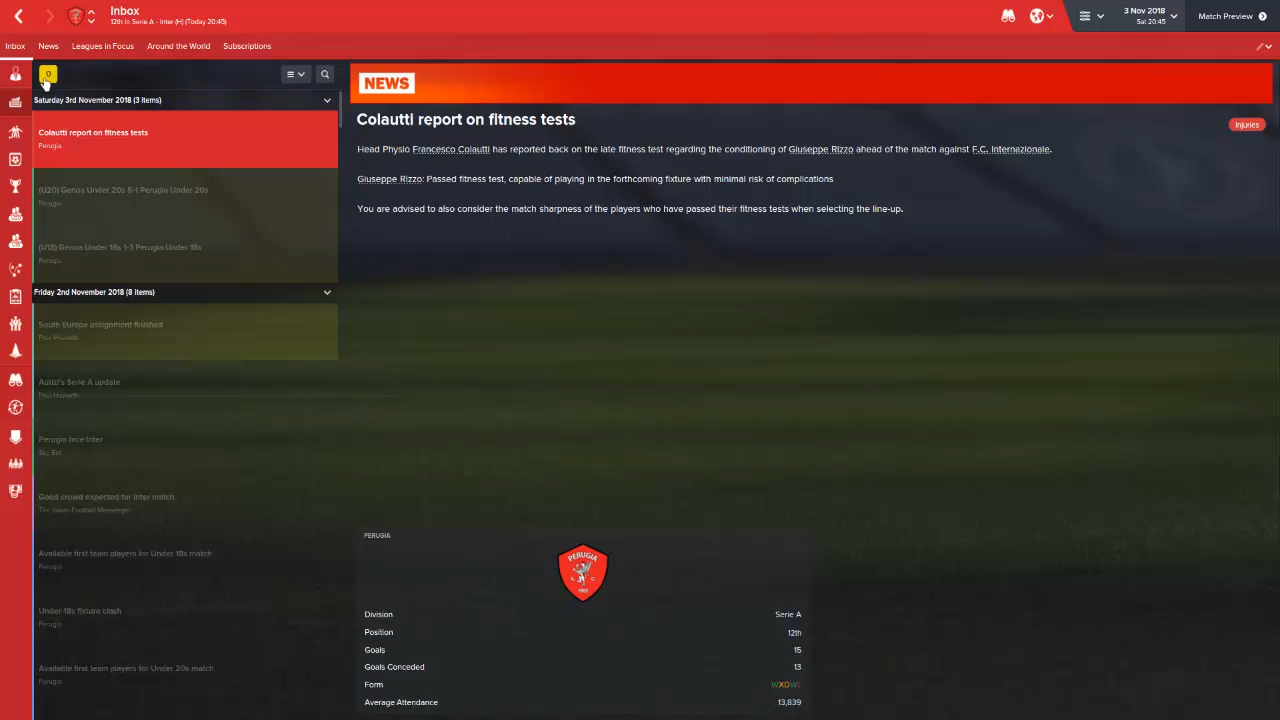 Inbox
12th in Serie A - Inter (H) (Today 20:45)
3 Nov 2018
Sat 20:45
Match Preview
Inbox News Leagues in Focus Around the World Subscriptions
0
Saturday 3rd November 2018 (3 items)
Colautti report on fitness tests
Perugia
(U20) Genoa Under 20s 5-1 Perugia Under 20s
Perugia
(U18) Genoa Under 18s 1-3 Perugia Under 18s
Perugia
Friday 2nd November 2018 (8 items)
South Europe assignment finished
Paul Howarth
Autizi's Serie A update
Paul Howarth
Perugia face Inter
Sky Bet
Good crowd expected for Inter match
The Italian Football Messenger
Available first team players for Under 18s match
Perugia
Under 18s fixture clash
Perugia
Available first team players for Under 20s match
Perugia
NEWS
Colautti report on fitness tests
Injuries
Head Physio Francesco Colautti has reported back on the late fitness test regarding the conditioning of Giuseppe Rizzo ahead of the match against F.C. Internazionale.
Giuseppe Rizzo: Passed fitness test, capable of playing in the forthcoming fixture with minimal risk of complications
You are advised to also consider the match sharpness of the players who have passed their fitness tests when selecting the line-up.
PERUGIA
PERUGIA
A. C.
1905
Division Serie A
Position 12th
Goals 15
Goals Conceded 13
Form WXDWL
Average Attendance 13,839